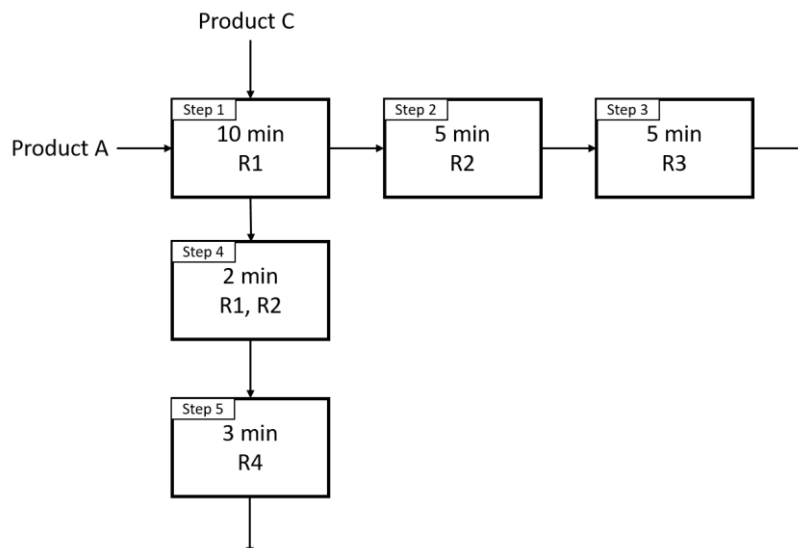 Product C
Product A
Step 1
10 min
R1
Step 2
5 min
R2
Step 3
5 min
R3
Step 4
2 min
R1, R2
Step 5
3 min
R4